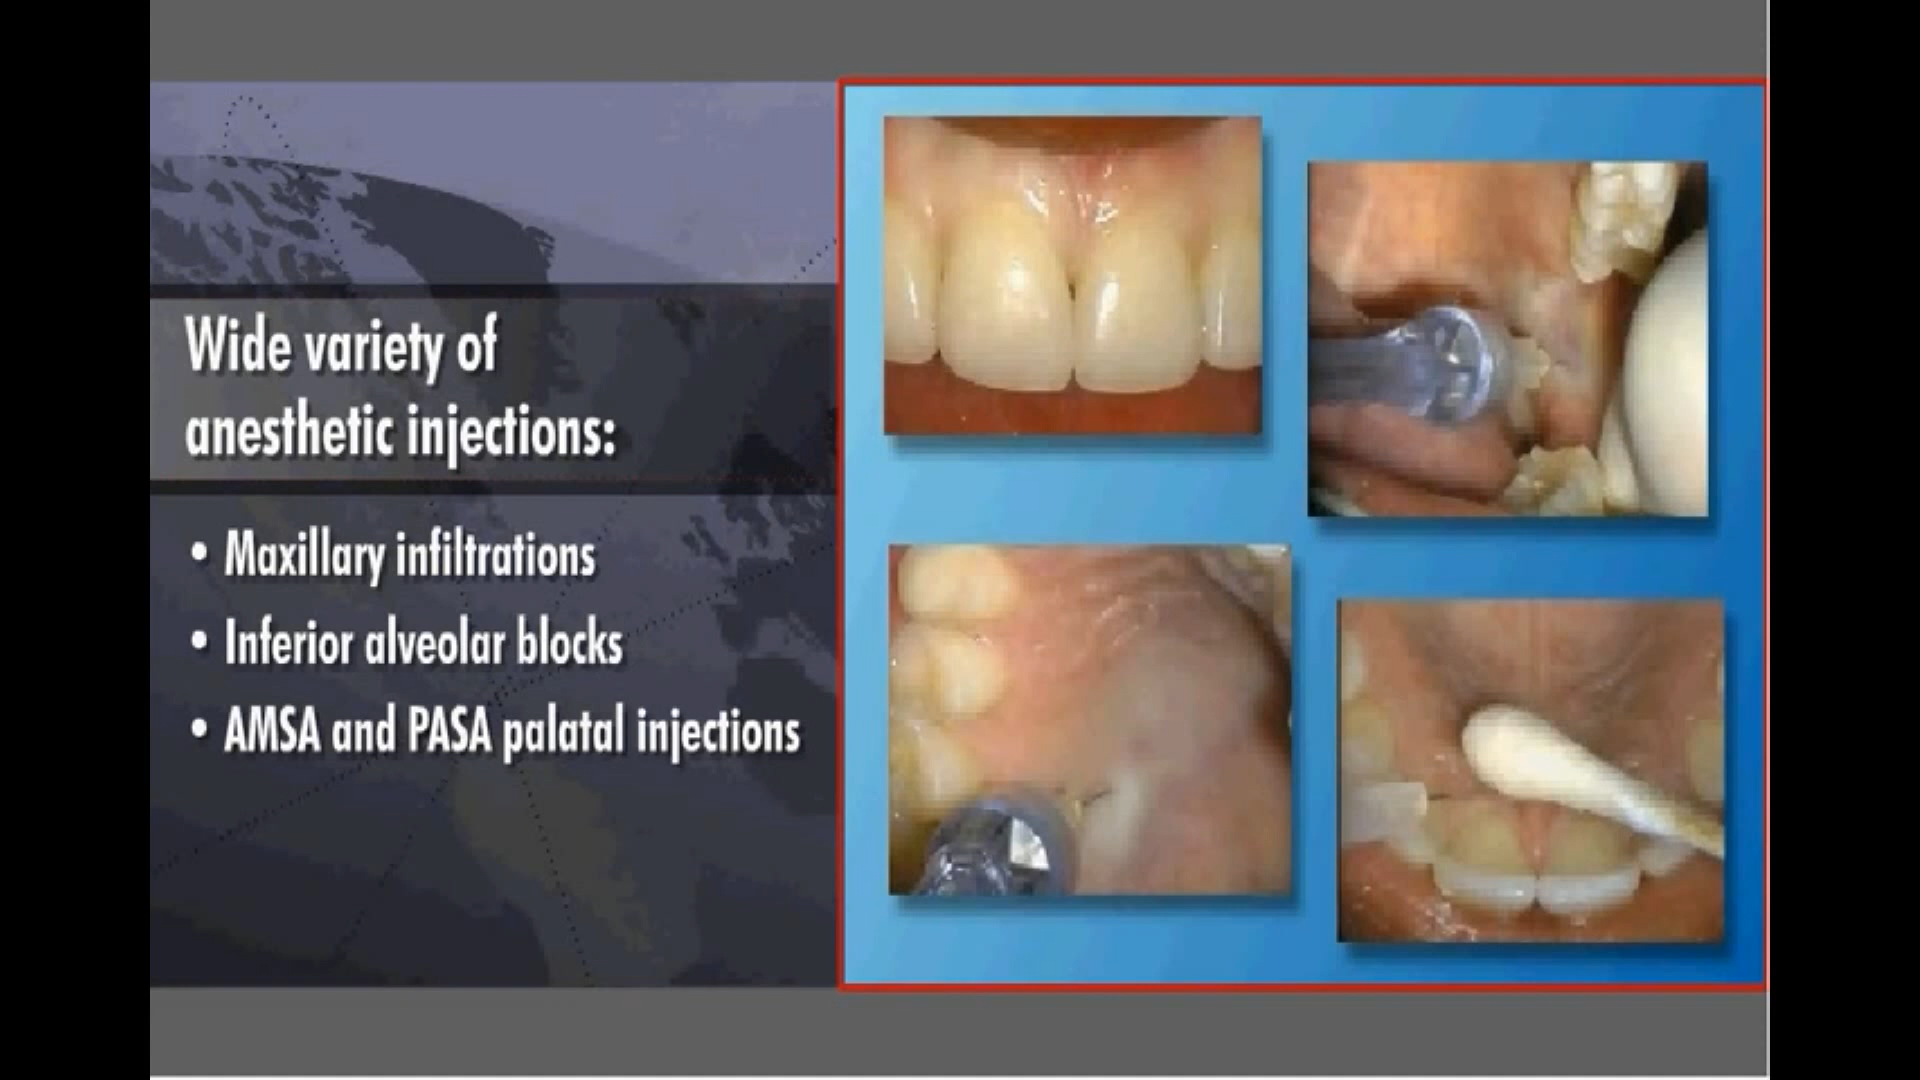 Wide variety of
anesthetic injections:
• Maxillary infiltrations
• Inferior alveolar blocks
• AMSA and PASA palatal injections